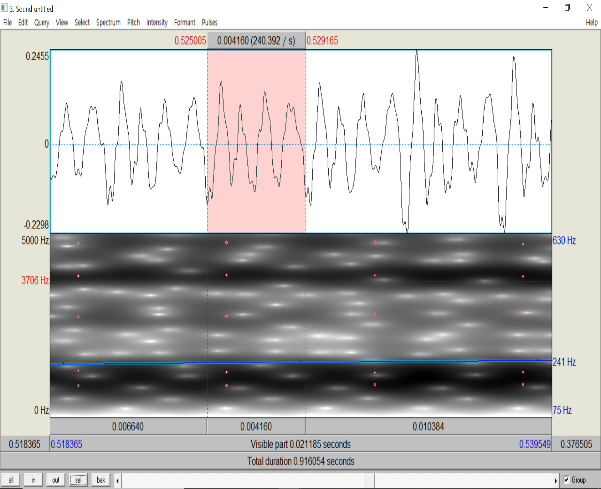 3. Sound untitled
File Edit Query View Select Spectrum Pitch Intensity Formant Pulses Help
0.525005 0.004160 (240.392 / s) 0.529165
0.2455
0
-0.2298
5000 Hz 630 Hz
3706 Hz
241 Hz
0 Hz 75 Hz
0.006640 0.004160 0.010384
0.518365 0.518365 Visible part 0.021185 seconds 0.539549 0.376505
Total duration 0.916054 seconds
all in out sel bak Group